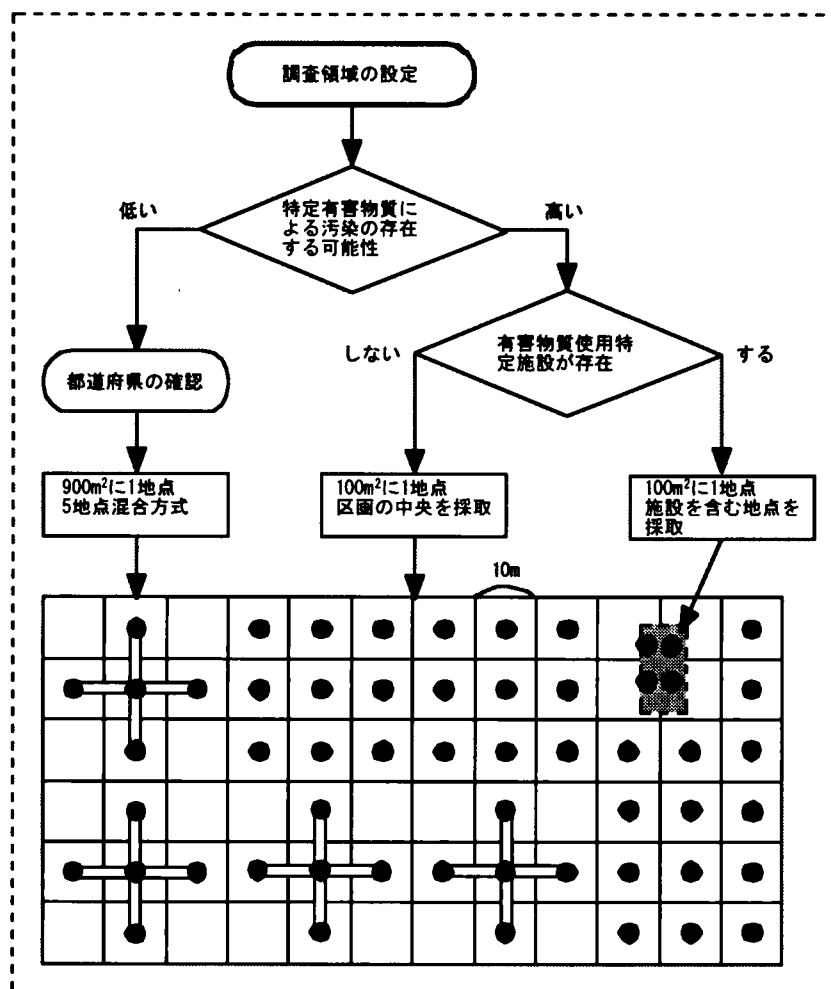 調査領域の設定
低い
特定有害物質に
よる汚染の存在
する可能性
高い
しない
有害物質使用特
定施設が存在
する
都道府県の確認
900m²に1地点
5地点混合方式
100m²に1地点
区画の中央を採取
100m²に1地点
施設を含む地点を
採取
10m